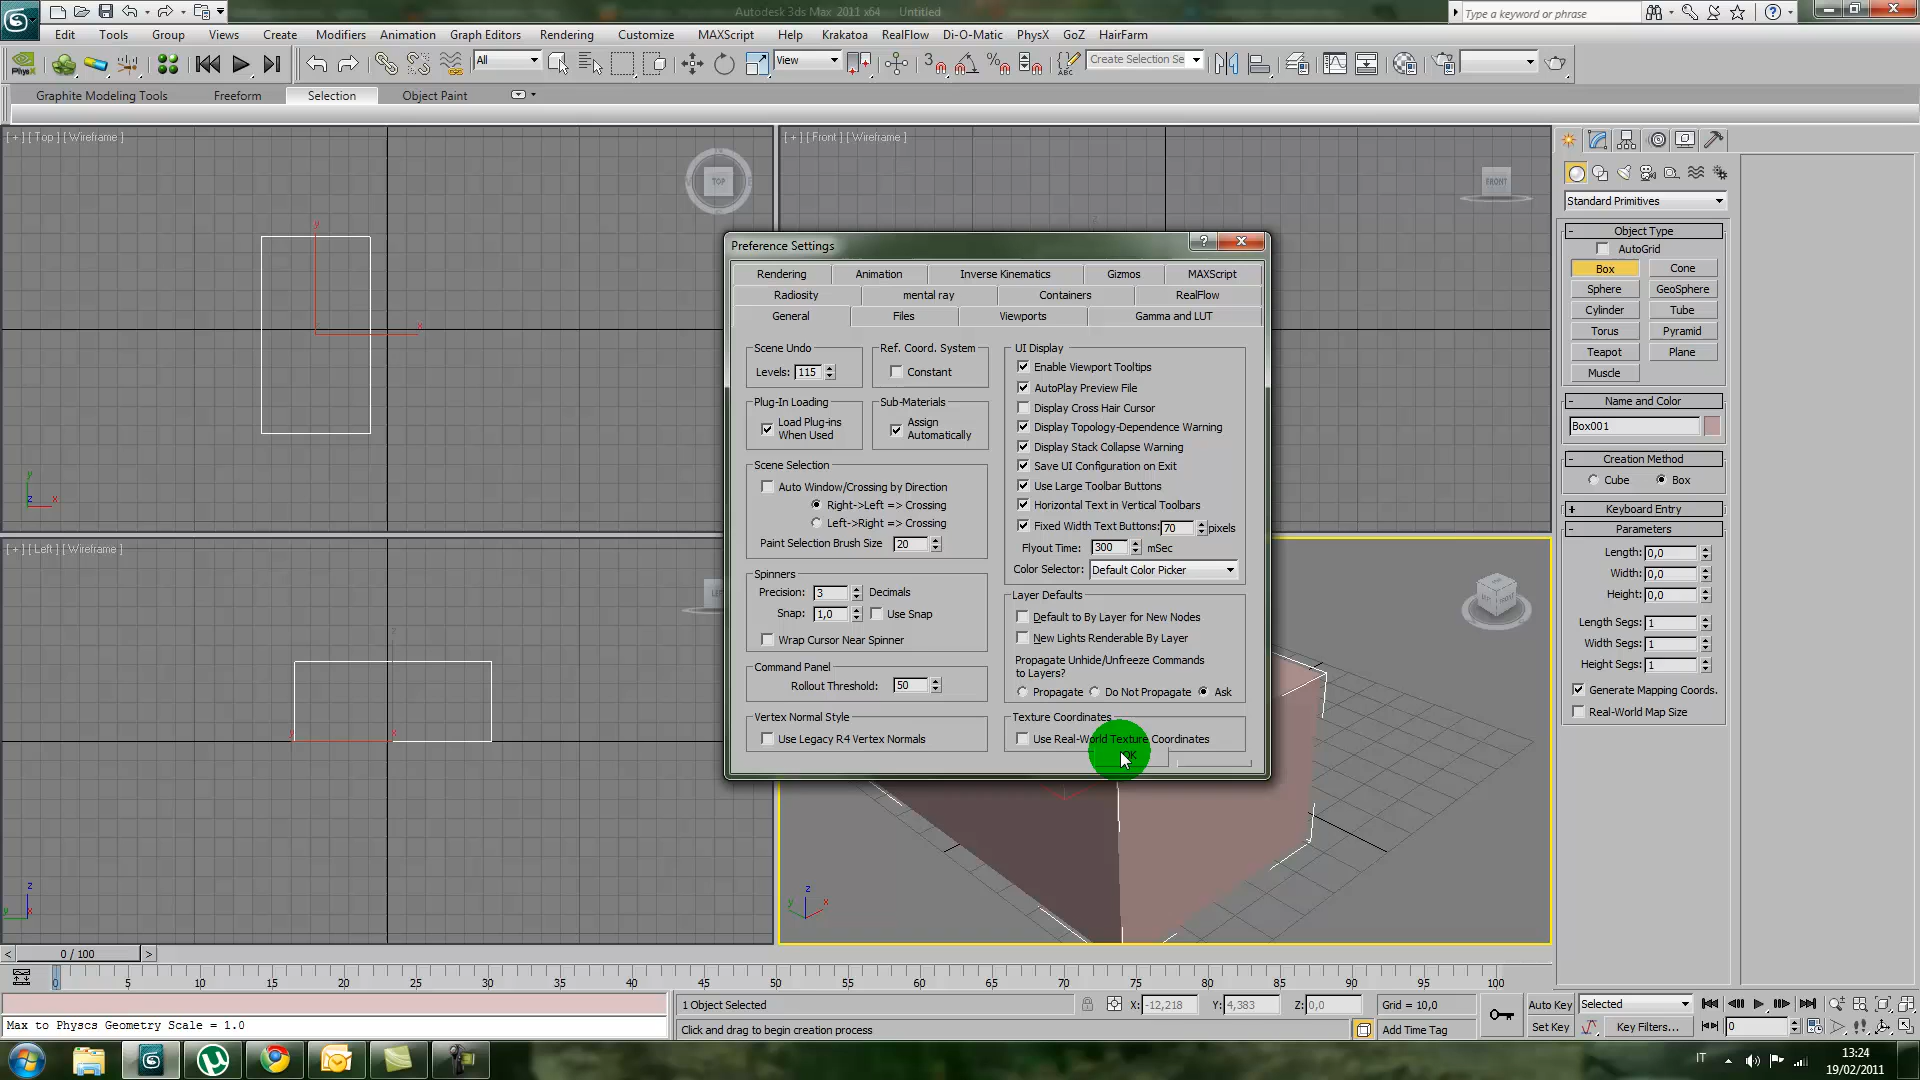 Autodesk 3ds Max 2011 x64 Untitled
Type a keyword or phrase
Edit Tools Group Views Create Modifiers Animation Graph Editors Rendering Customize MAXScript Help Krakatoa RealFlow Di-O-Matic PhysX GoZ HairFarm
PhysX All View 3 Create Selection Se
Graphite Modeling Tools Freeform Selection Object Paint
[ + ] [ Top ] [ Wireframe ]
[ + ] [ Front ] [ Wireframe ]
TOP
FRONT
y
x
z
y
z x
[ + ] [ Left ] [ Wireframe ]
z
y x
z
y x
z
y x
Preference Settings
Rendering Animation Inverse Kinematics Gizmos MAXScript
Radiosity mental ray Containers RealFlow
General Files Viewports Gamma and LUT
Scene Undo
Levels: 115
Ref. Coord. System
Constant
Plug-In Loading
Load Plug-ins
When Used
Sub-Materials
Assign
Automatically
Scene Selection
Auto Window/Crossing by Direction
Right->Left => Crossing
Left->Right => Crossing
Paint Selection Brush Size 20
Spinners
Precision: 3 Decimals
Snap: 1,0 Use Snap
Wrap Cursor Near Spinner
Command Panel
Rollout Threshold: 50
Vertex Normal Style
Use Legacy R4 Vertex Normals
UI Display
Enable Viewport Tooltips
AutoPlay Preview File
Display Cross Hair Cursor
Display Topology-Dependence Warning
Display Stack Collapse Warning
Save UI Configuration on Exit
Use Large Toolbar Buttons
Horizontal Text in Vertical Toolbars
Fixed Width Text Buttons: 70 pixels
Flyout Time: 300 mSec
Color Selector: Default Color Picker
Layer Defaults
Default to By Layer for New Nodes
New Lights Renderable By Layer
Propagate Unhide/Unfreeze Commands
to Layers?
Propagate Do Not Propagate Ask
Texture Coordinates
Use Real-World Texture Coordinates
OK
Standard Primitives
Object Type
AutoGrid
Box Cone
Sphere GeoSphere
Cylinder Tube
Torus Pyramid
Teapot Plane
Muscle
Name and Color
Box001
Creation Method
Cube Box
Keyboard Entry
Parameters
Length: 0,0
Width: 0,0
Height: 0,0
Length Segs: 1
Width Segs: 1
Height Segs: 1
Generate Mapping Coords.
Real-World Map Size
< 0 / 100 >
0 5 10 15 20 25 30 35 40 45 50 55 60 65 70 75 80 85 90 95 100
1 Object Selected X: -12,218 Y: 4,383 Z: 0,0 Grid = 10,0 Auto Key Selected
Max to Physcs Geometry Scale = 1.0
Click and drag to begin creation process Add Time Tag Set Key Key Filters... 0
IT 13:24
19/02/2011